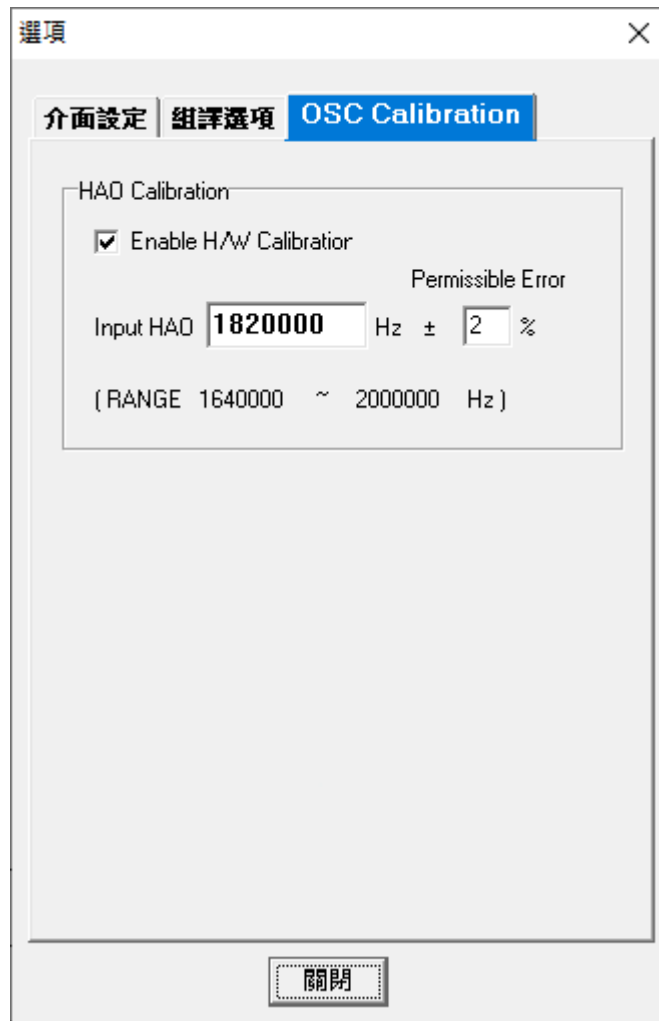 選項
介面設定 組譯選項 OSC Calibration
HAO Calibration
Enable H/W Calibration
Permissible Error
Input HAO 1820000 Hz ± 2 %
( RANGE 1640000 ~ 2000000 Hz )
關閉